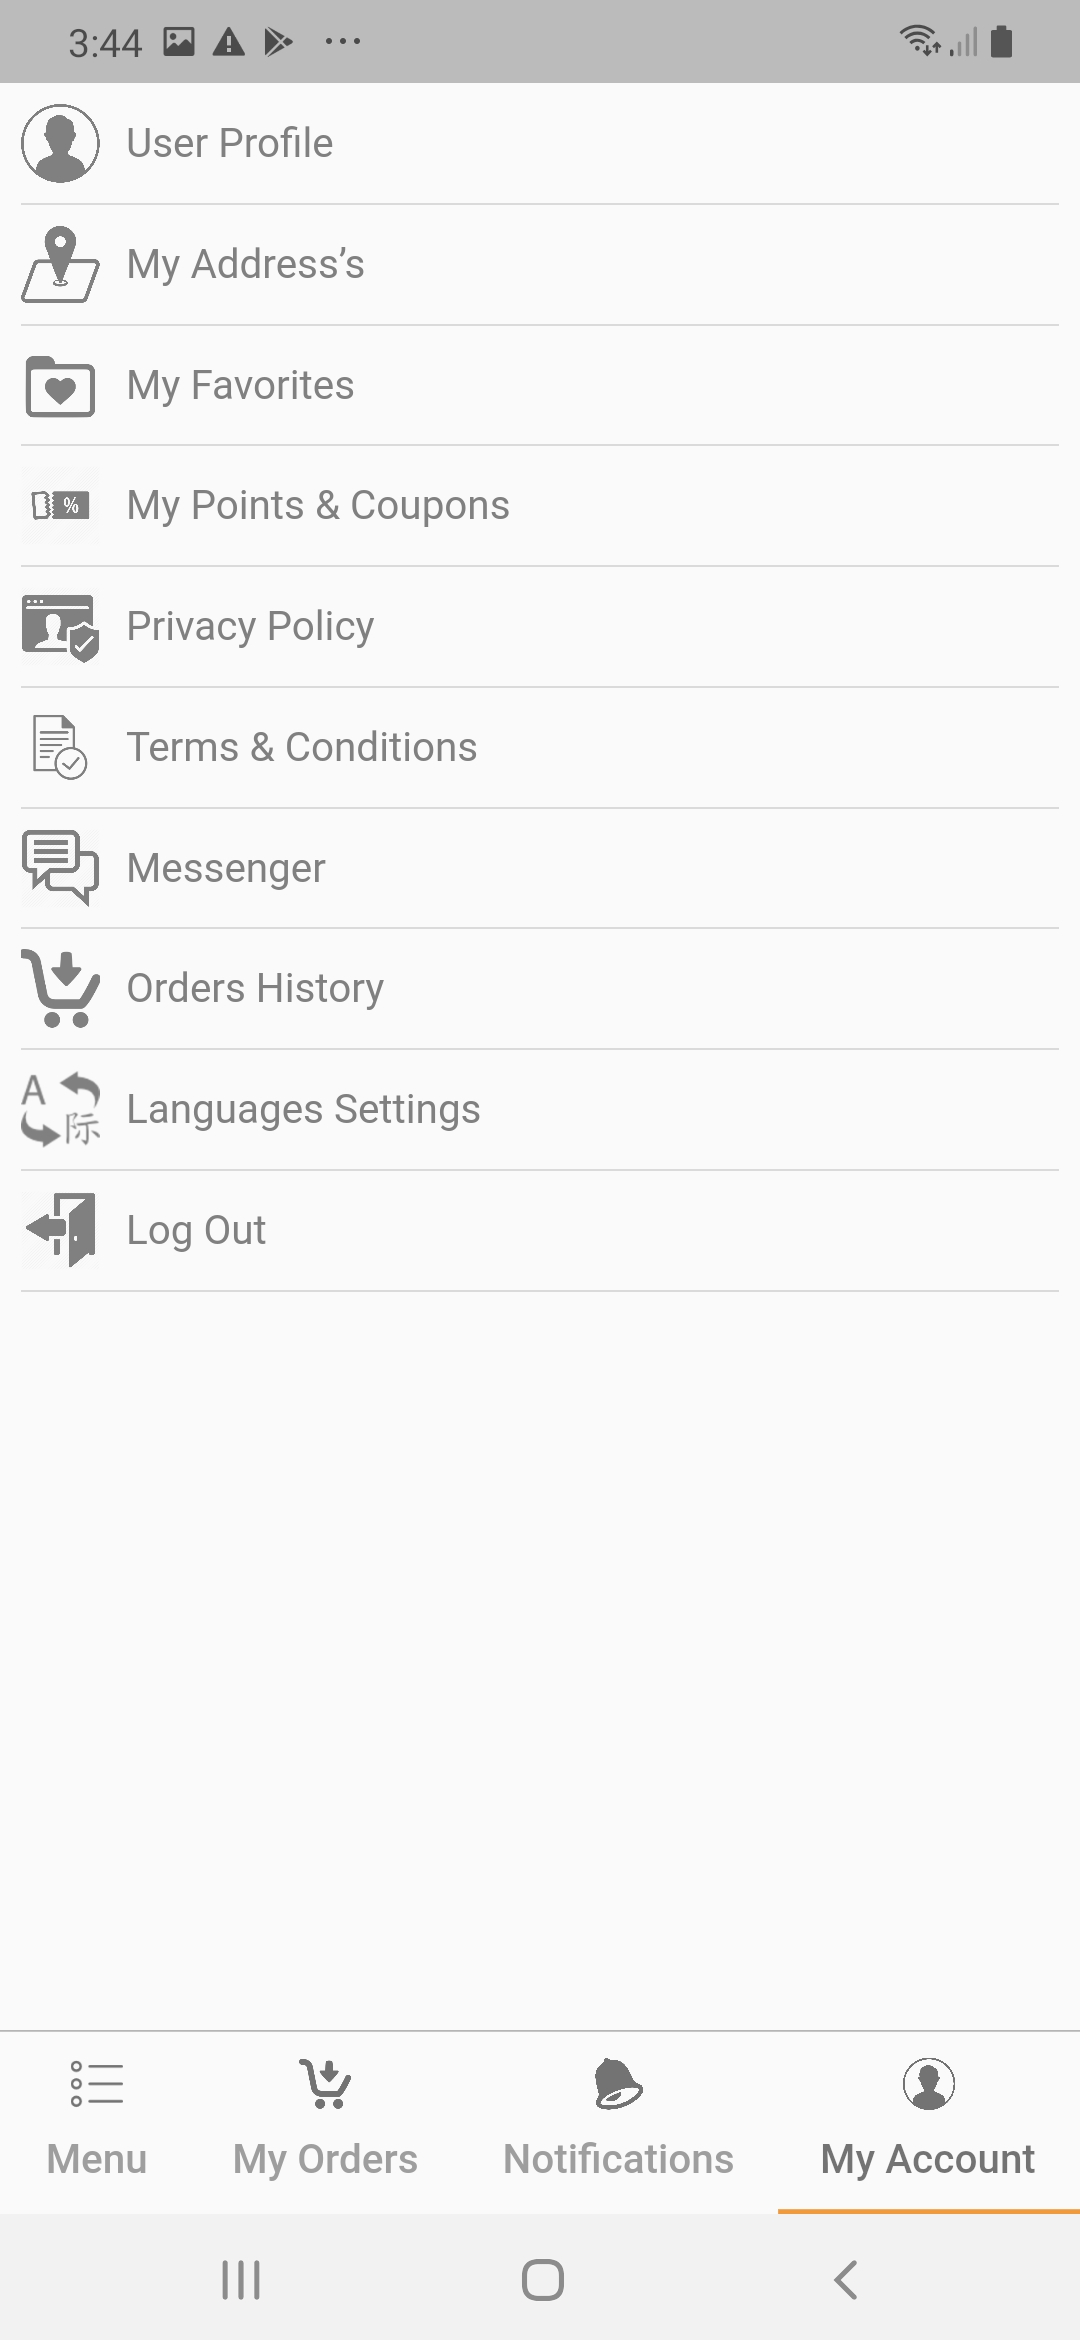 3:44
User Profile
My Address’s
My Favorites
%
My Points & Coupons
Privacy Policy
Terms & Conditions
Messenger
Orders History
A
际
Languages Settings
Log Out
Menu
My Orders
Notifications
My Account